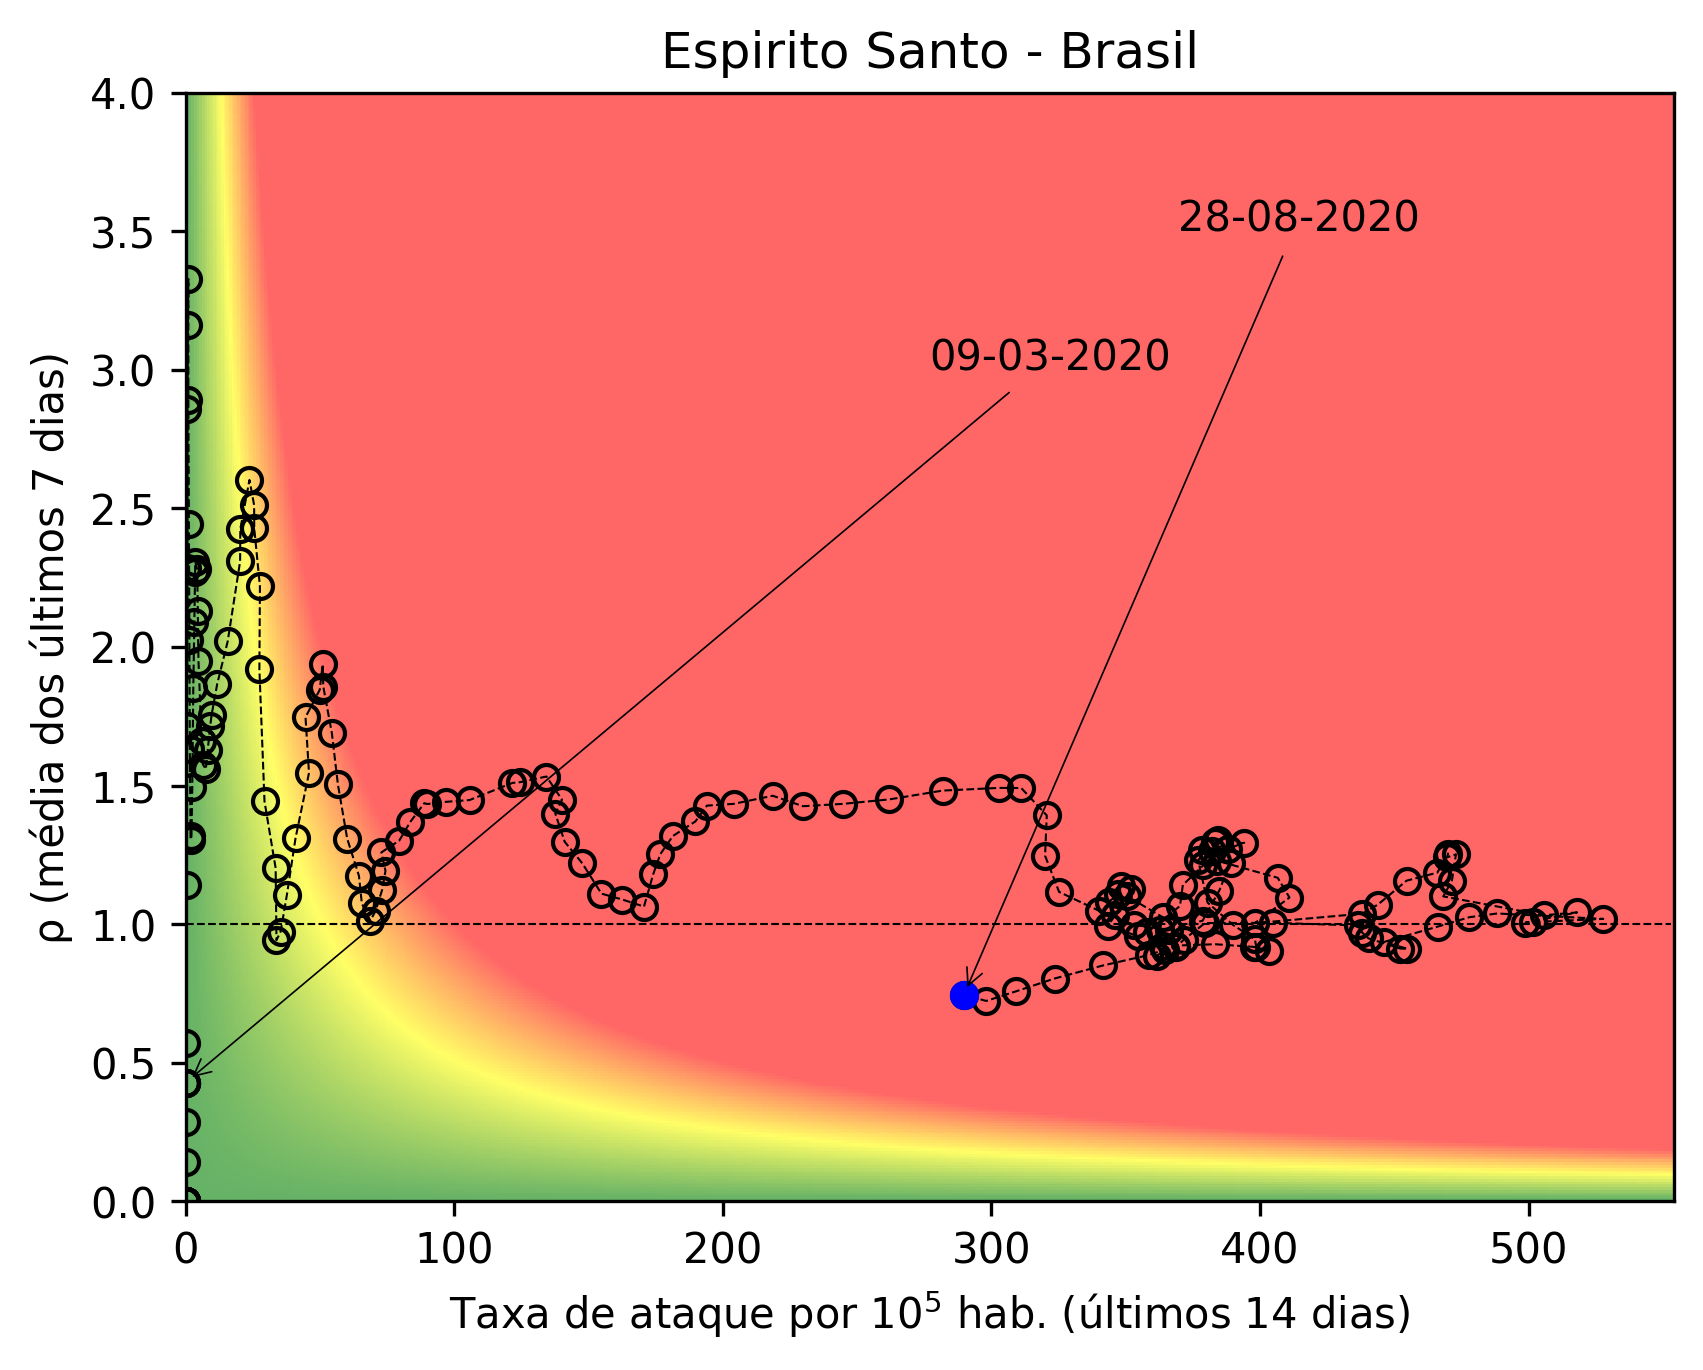 Espirito Santo - Brasil
4.0
3.5
3.0
2.5
2.0
1.5
1.0
0.5
0.0
ρ (média dos últimos 7 dias)
28-08-2020
09-03-2020
0 100 200 300 400 500
Taxa de ataque por 10⁵ hab. (últimos 14 dias)